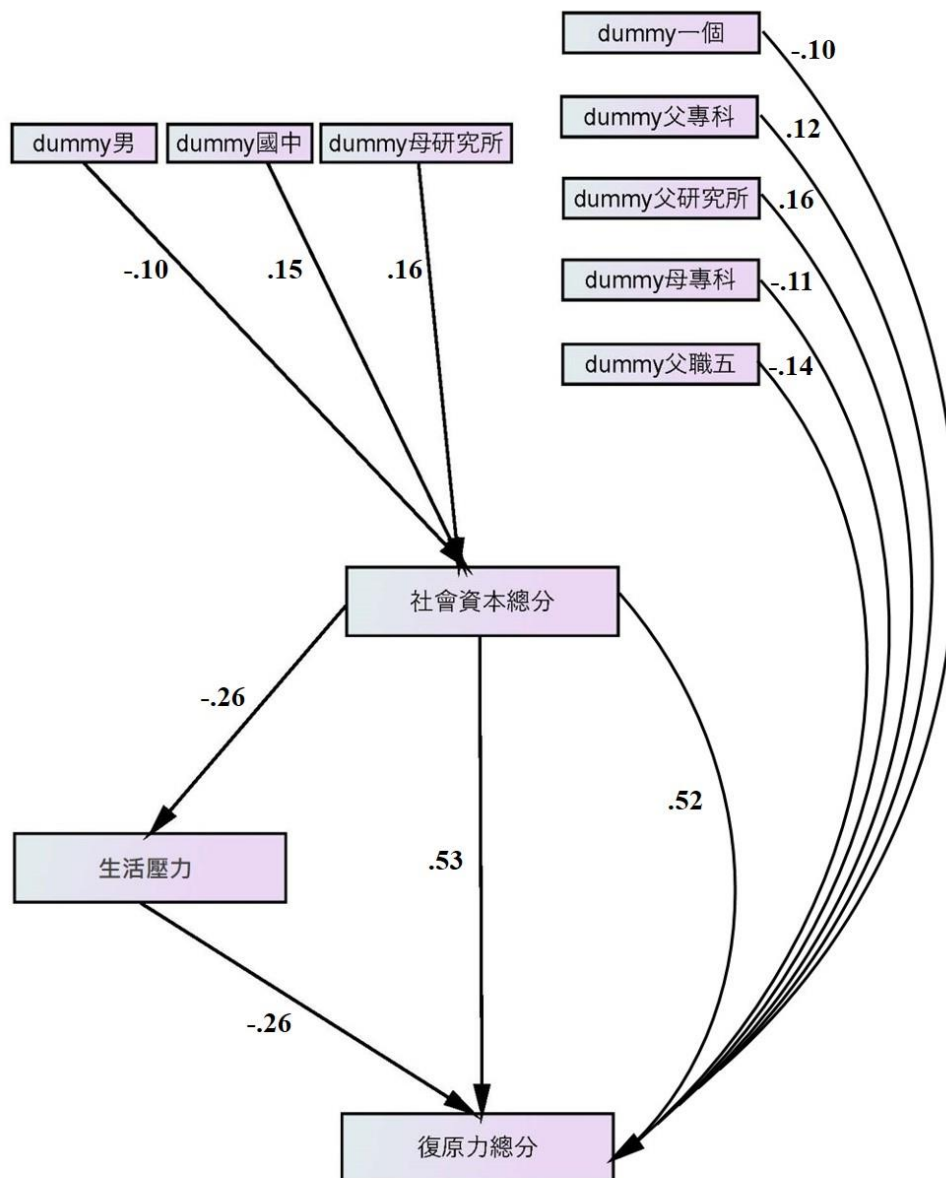 dummy一個
-.10
dummy父專科
.12
dummy男
dummy國中
dummy母研究所
dummy父研究所
.16
-.10
.15
.16
dummy母專科
-.11
dummy父職五
-.14
社會資本總分
-.26
.53
.52
生活壓力
-.26
復原力總分